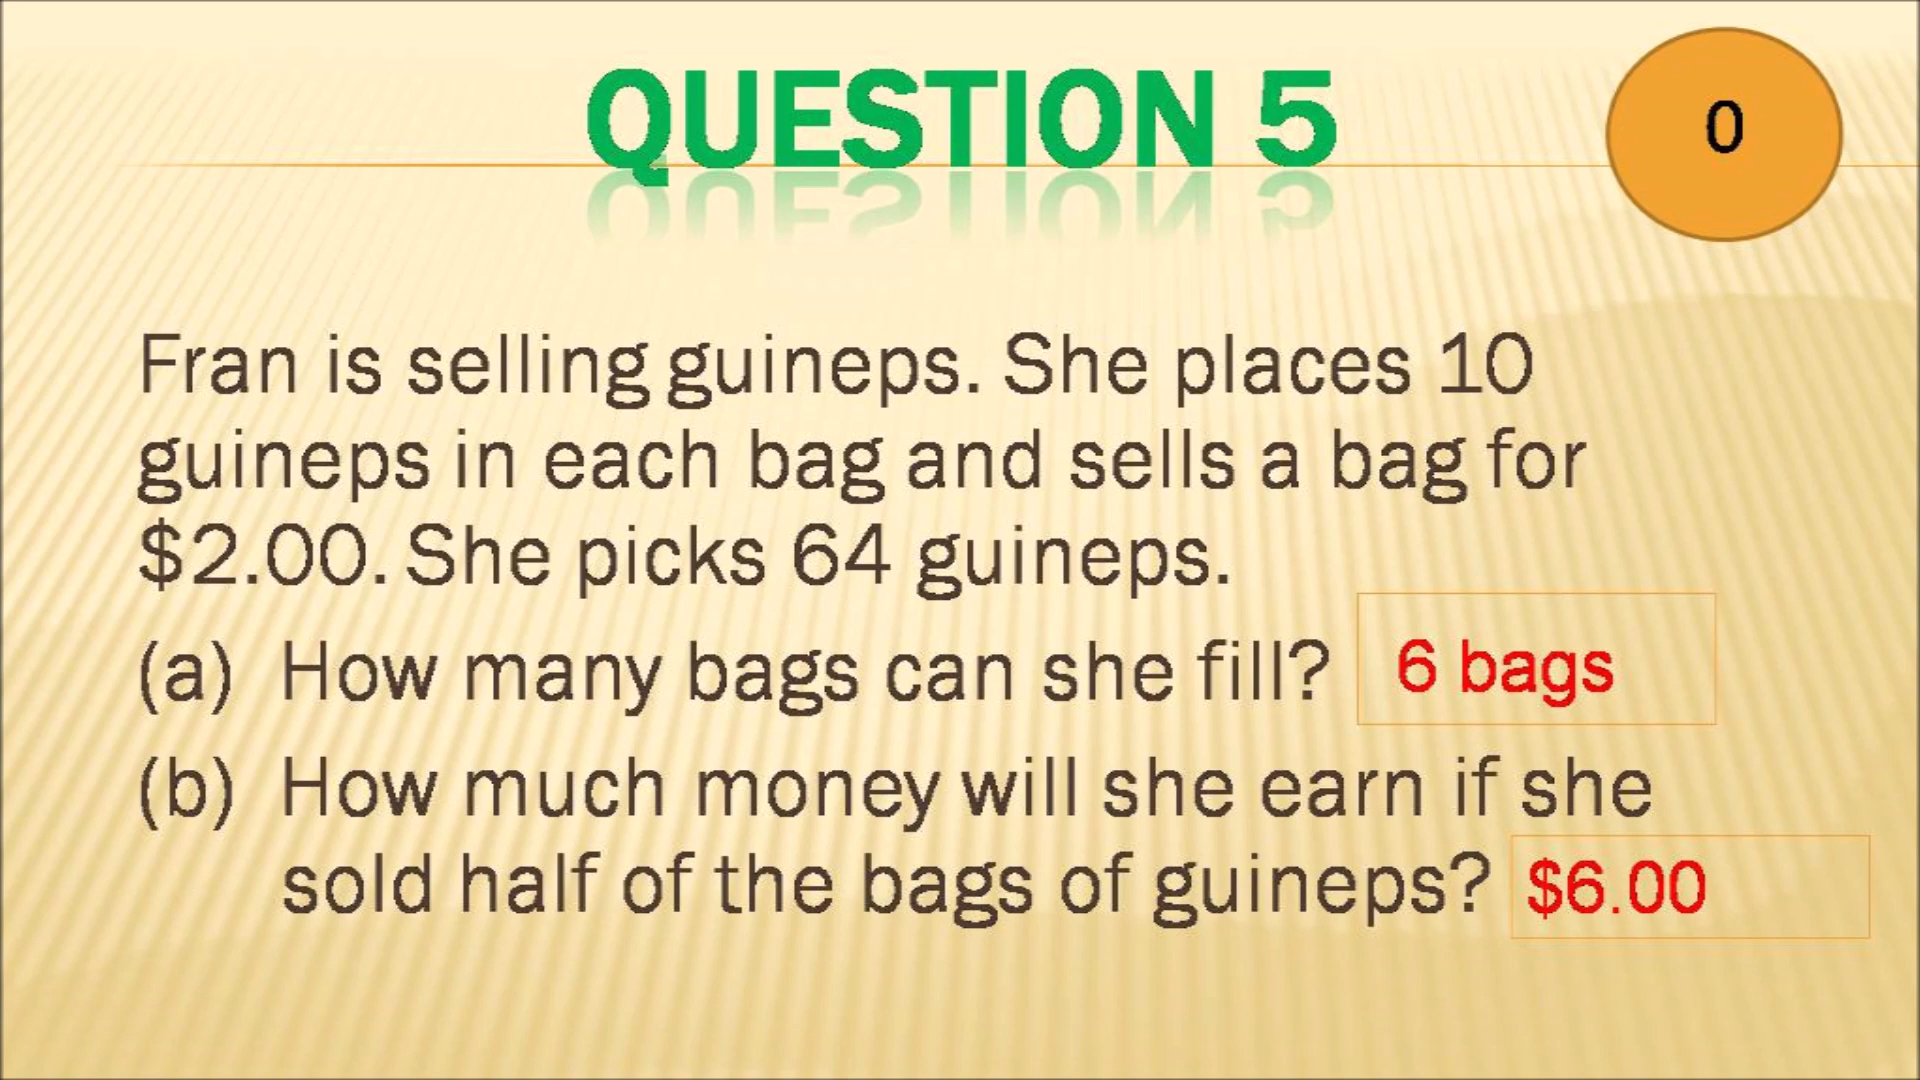 QUESTION 5
0
Fran is selling guineps. She places 10
guineps in each bag and sells a bag for
$2.00. She picks 64 guineps.
(a) How many bags can she fill? 6 bags
(b) How much money will she earn if she
sold half of the bags of guineps? $6.00